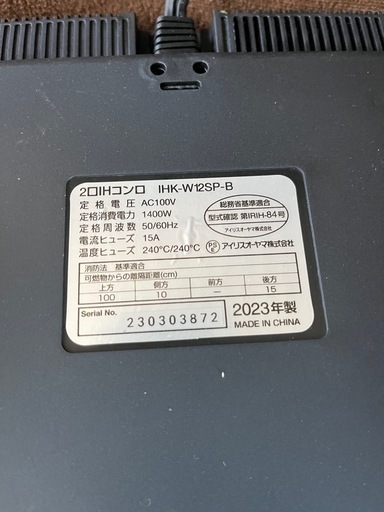 2口IHコンロ IHK-W12SP-B
定格電圧 AC100V
定格消費電力 1400W
定格周波数 50/60Hz
電流ヒューズ 15A
温度ヒューズ 240℃/240℃
総務省基準適合
型式確認 第IRIH-84号
アイリスオーヤマ株式会社
PS E アイリスオーヤマ株式会社
消防法 基準適合
可燃物からの離隔距離(cm)
上方 側方 前方 後方
100 10 — 15
Serial No. 230303872
2023年製
MADE IN CHINA